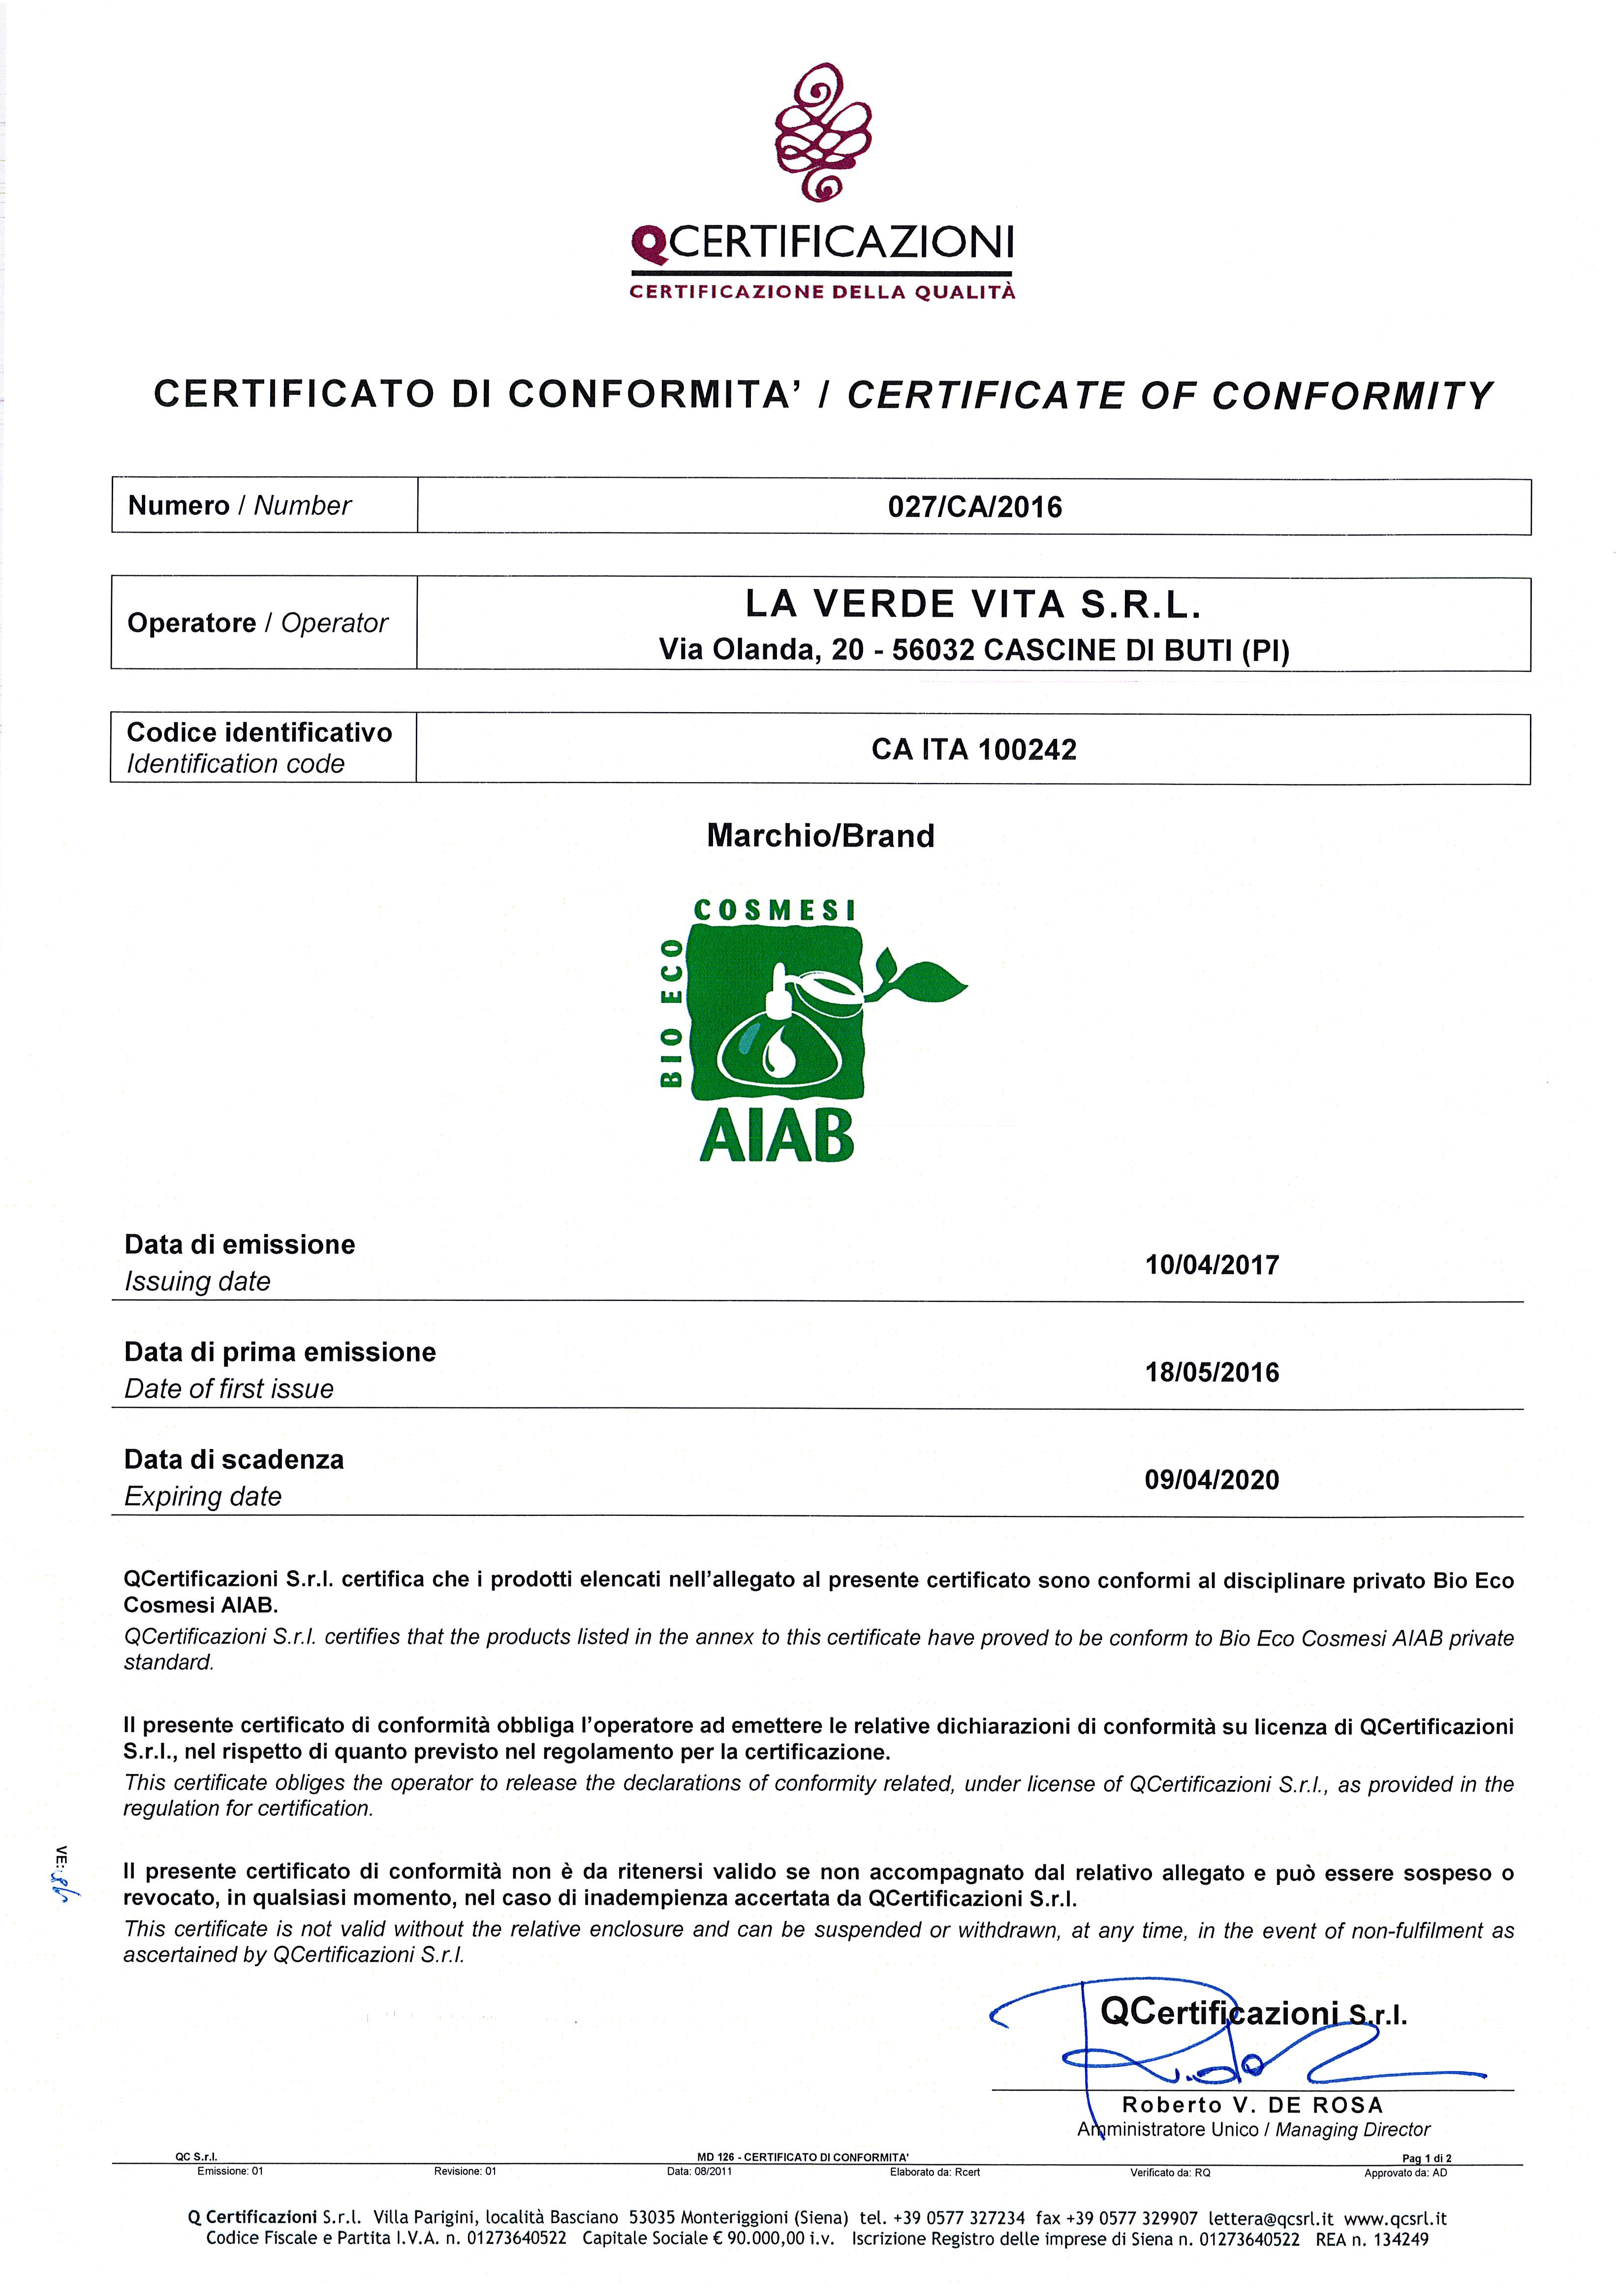 QCERTIFICAZIONI
CERTIFICAZIONE DELLA QUALITÀ
CERTIFICATO DI CONFORMITA' / CERTIFICATE OF CONFORMITY
Numero / Number
027/CA/2016
Operatore / Operator
LA VERDE VITA S.R.L.
Via Olanda, 20 - 56032 CASCINE DI BUTI (PI)
Codice identificativo
Identification code
CA ITA 100242
Marchio/Brand
COSMESI
BIO ECO
AIAB
Data di emissione
Issuing date
10/04/2017
Data di prima emissione
Date of first issue
18/05/2016
Data di scadenza
Expiring date
09/04/2020
QCertificazioni S.r.l. certifica che i prodotti elencati nell'allegato al presente certificato sono conformi al disciplinare privato Bio Eco
Cosmesi AIAB.
QCertificazioni S.r.l. certifies that the products listed in the annex to this certificate have proved to be conform to Bio Eco Cosmesi AIAB private
standard.
Il presente certificato di conformità obbliga l'operatore ad emettere le relative dichiarazioni di conformità su licenza di QCertificazioni
S.r.l., nel rispetto di quanto previsto nel regolamento per la certificazione.
This certificate obliges the operator to release the declarations of conformity related, under license of QCertificazioni S.r.l., as provided in the
regulation for certification.
Il presente certificato di conformità non è da ritenersi valido se non accompagnato dal relativo allegato e può essere sospeso o
revocato, in qualsiasi momento, nel caso di inadempienza accertata da QCertificazioni S.r.l.
This certificate is not valid without the relative enclosure and can be suspended or withdrawn, at any time, in the event of non-fulfilment as
ascertained by QCertificazioni S.r.l.
VE:
QCertificazioni S.r.l.
Roberto V. DE ROSA
Amministratore Unico / Managing Director
QC S.r.l. MD 126 - CERTIFICATO DI CONFORMITA' Pag 1 di 2
Emissione: 01 Revisione: 01 Data: 08/2011 Elaborato da: Rcert Verificato da: RQ Approvato da: AD
Q Certificazioni S.r.l. Villa Parigini, località Basciano 53035 Monteriggioni (Siena) tel. +39 0577 327234 fax +39 0577 329907 lettera@qcsrl.it www.qcsrl.it
Codice Fiscale e Partita I.V.A. n. 01273640522 Capitale Sociale € 90.000,00 i.v. Iscrizione Registro delle imprese di Siena n. 01273640522 REA n. 134249